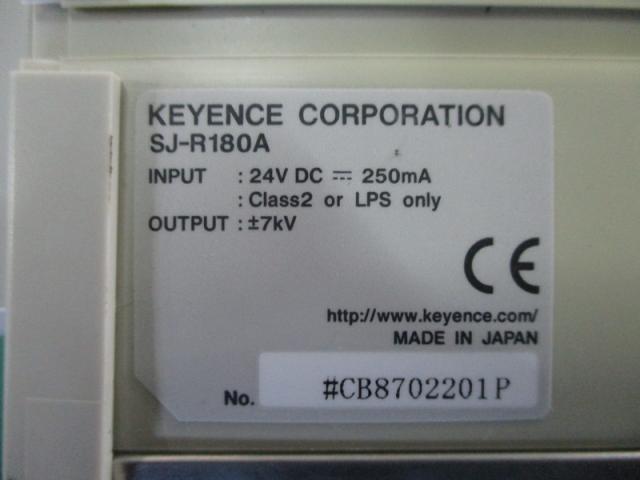 KEYENCE CORPORATION
SJ-R180A
INPUT : 24V DC ⎓ 250mA
: Class2 or LPS only
OUTPUT : ±7kV
CE
http://www.keyence.com/
MADE IN JAPAN
No. #CB8702201P